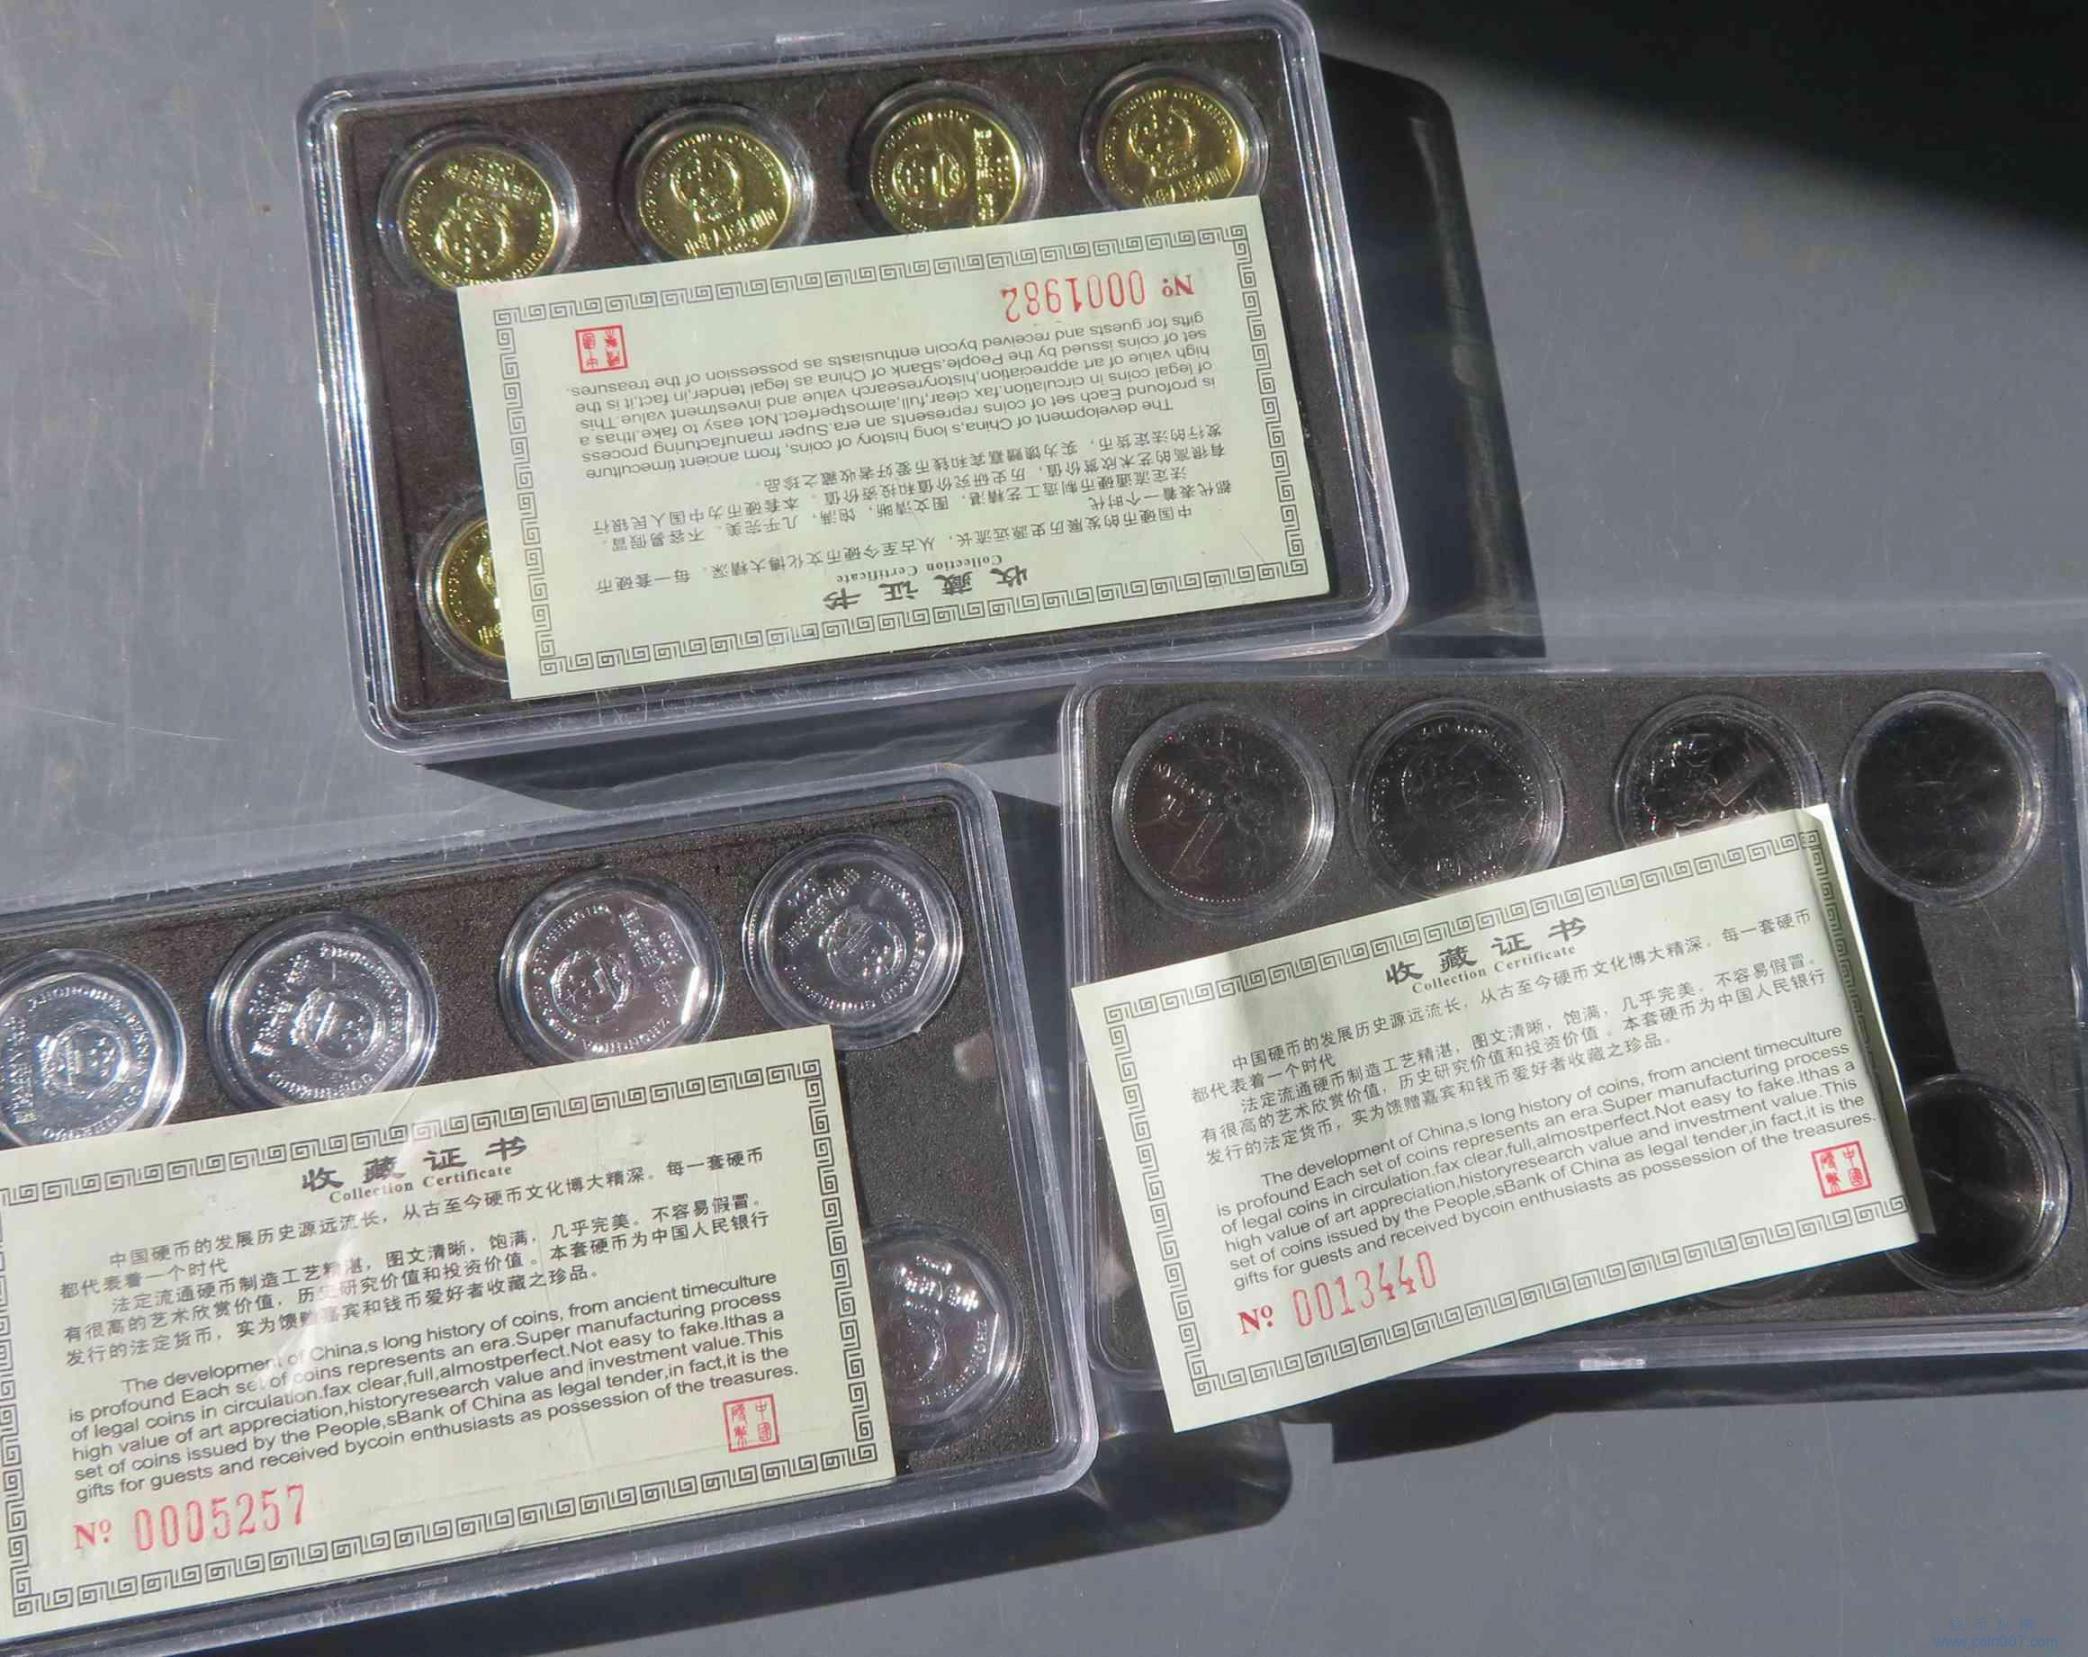 № 0001982
gifts for guests and received bycoin enthusiasts as possession of the treasures.
set of coins issued by the People,sBank of China as legal tender,in fact,it is the
high value of art appreciation,historyresearch value and investment value.This
of legal coins in circulation.fax clear,full,almostperfect.Not easy to fake.Ithas a
is profound Each set of coins represents an era.Super manufacturing process
The development of China,s long history of coins, from ancient timeculture
发行的法定货币，实为馈赠嘉宾和钱币爱好者收藏之珍品。
有很高的艺术欣赏价值，历史研究价值和投资价值。本套硬币为中国人民银行
法定流通硬币制造工艺精湛，图文清晰，饱满，几乎完美。不容易假冒。
都代表着一个时代
中国硬币的发展历史源远流长，从古至今硬币文化博大精深。每一套硬币
Collection Certificate
收藏证书
收藏证书
Collection Certificate
中国硬币的发展历史源远流长，从古至今硬币文化博大精深。每一套硬币
都代表着一个时代
法定流通硬币制造工艺精湛，图文清晰，饱满，几乎完美。不容易假冒。
有很高的艺术欣赏价值，历史研究价值和投资价值。本套硬币为中国人民银行
发行的法定货币，实为馈赠嘉宾和钱币爱好者收藏之珍品。
The development of China,s long history of coins, from ancient timeculture
is profound Each set of coins represents an era.Super manufacturing process
of legal coins in circulation.fax clear,full,almostperfect.Not easy to fake.Ithas a
high value of art appreciation,historyresearch value and investment value.This
set of coins issued by the People,sBank of China as legal tender,in fact,it is the
gifts for guests and received bycoin enthusiasts as possession of the treasures.
中国硬币
№ 0013440
收藏证书
Collection Certificate
中国硬币的发展历史源远流长，从古至今硬币文化博大精深。每一套硬币
都代表着一个时代
法定流通硬币制造工艺精湛，图文清晰，饱满，几乎完美。不容易假冒。
有很高的艺术欣赏价值，历史研究价值和投资价值。本套硬币为中国人民银行
发行的法定货币，实为馈赠嘉宾和钱币爱好者收藏之珍品。
The development of China,s long history of coins, from ancient timeculture
is profound Each set of coins represents an era.Super manufacturing process
of legal coins in circulation.fax clear,full,almostperfect.Not easy to fake.Ithas a
high value of art appreciation,historyresearch value and investment value.This
set of coins issued by the People,sBank of China as legal tender,in fact,it is the
gifts for guests and received bycoin enthusiasts as possession of the treasures.
中国硬币
№ 0005257
www.coin007.com